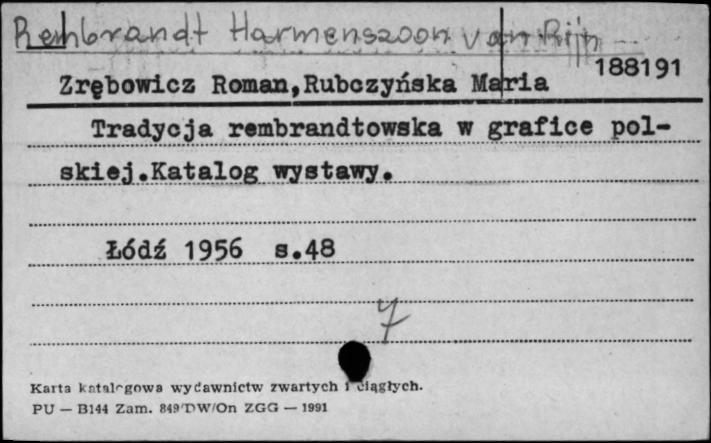 Rembrandt Harmenszoon van Rijn
188191
Zrębowicz Roman,Rubczyńska Maria
Tradycja rembrandtowska w grafice pol-
skiej.Katalog wystawy.
Łódź 1956 s.48
7
Karta katalogowa wydawnictw zwartych i ciągłych.
PU — B144 Zam. 849/DW/On ZGG — 1991